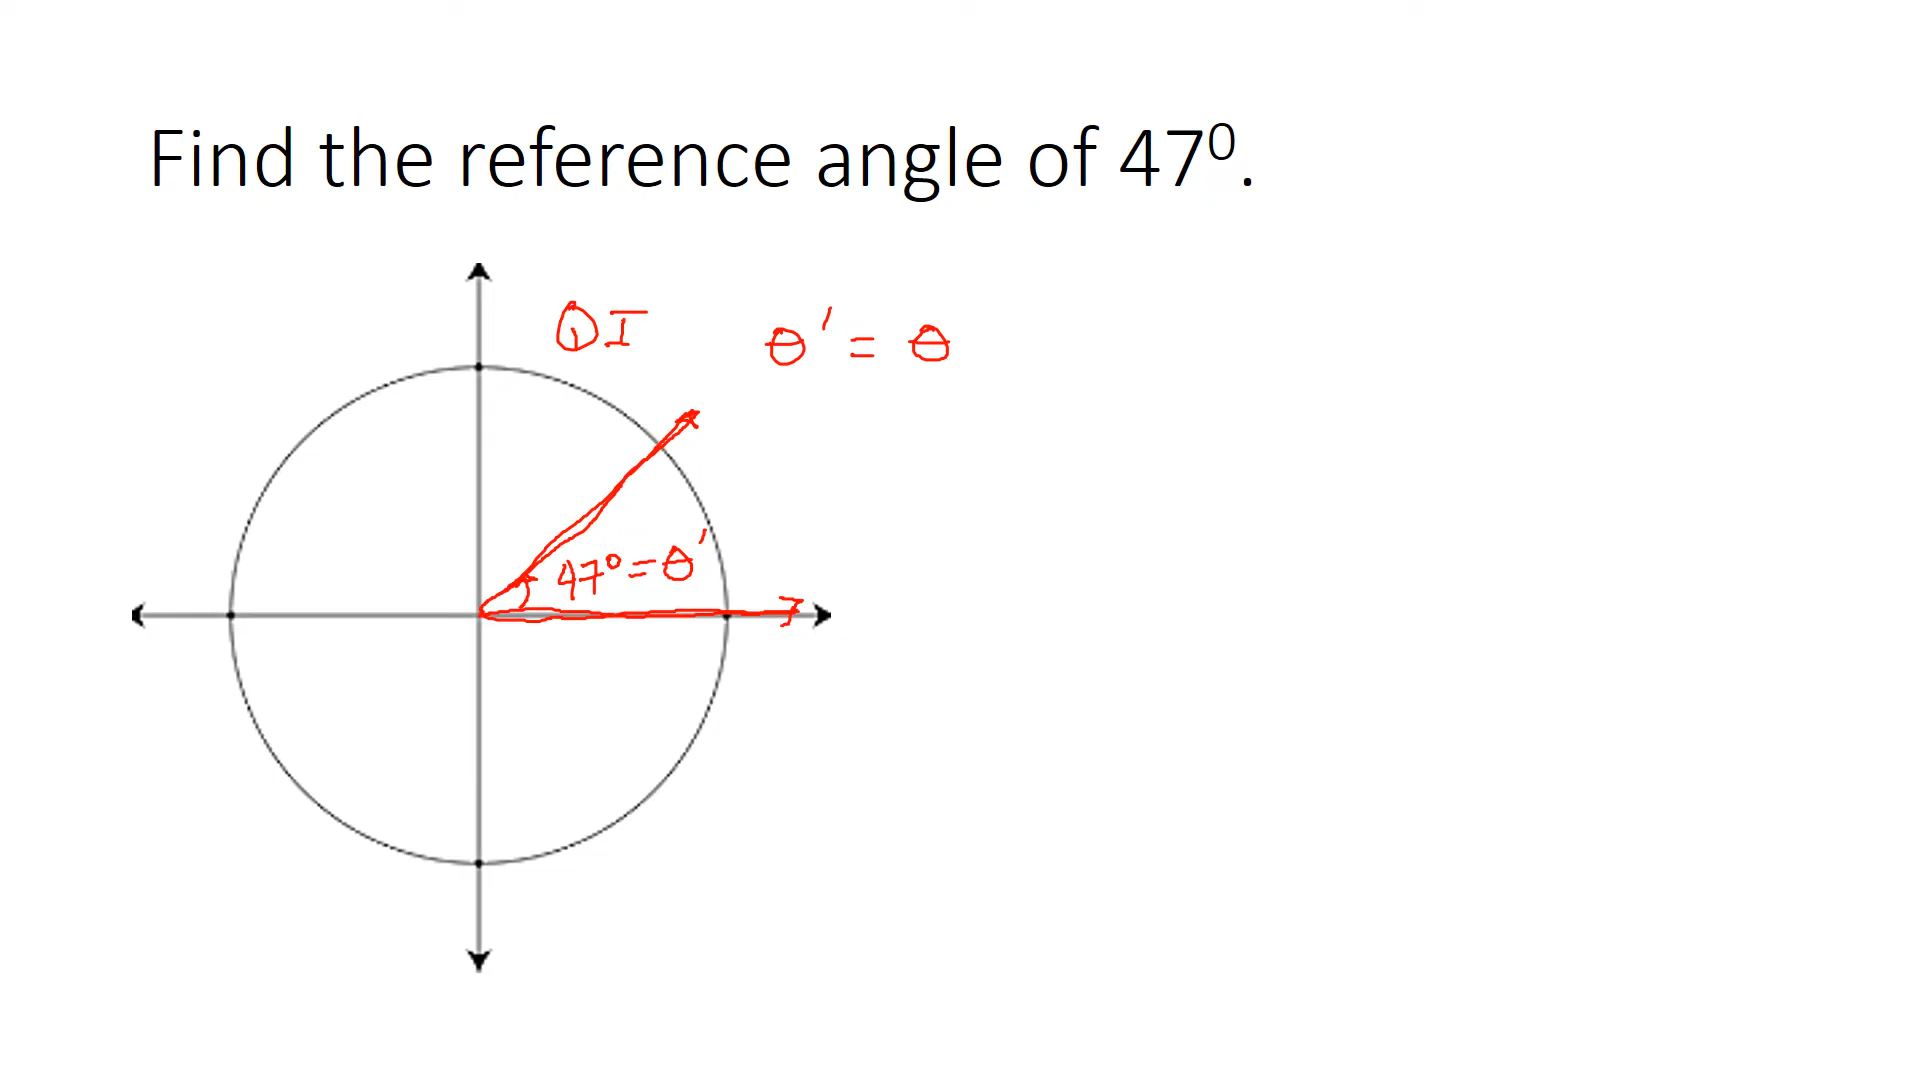 Find the reference angle of 47⁰.
QI θ' = θ
47° = θ'